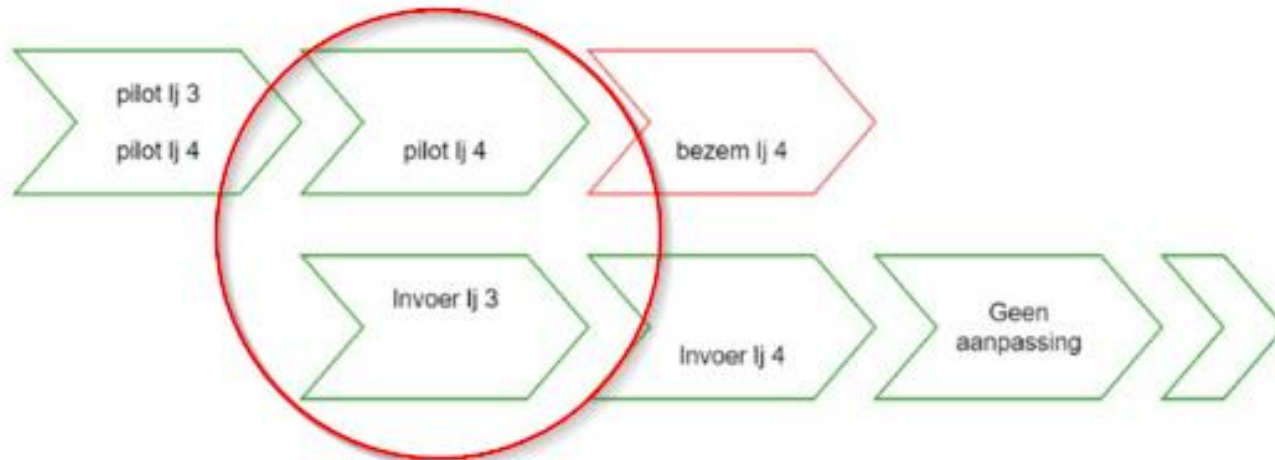 pilot lj 3
pilot lj 4
pilot lj 4
bezem lj 4
Invoer lj 3
Invoer lj 4
Geen
aanpassing